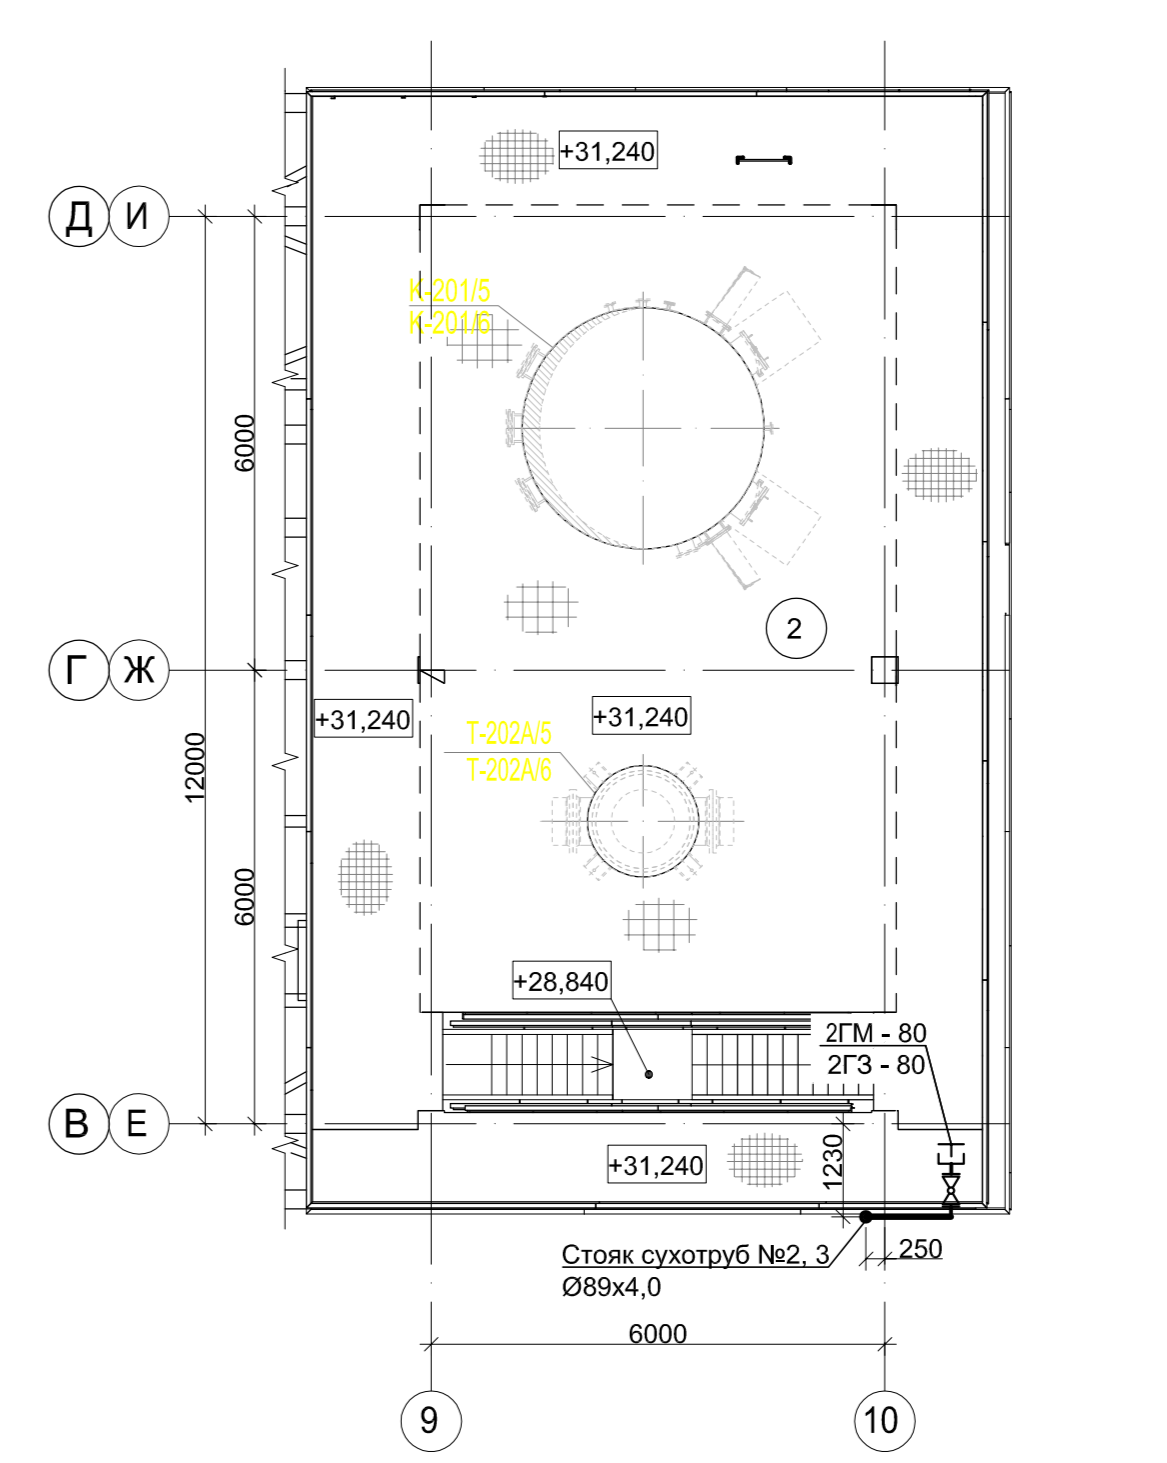 +31,240
Д И
К-201/5
К-201/6
6000
2
Г Ж
+31,240
+31,240
Т-202А/5
Т-202А/6
12000
6000
+28,840
2ГМ - 80
2ГЗ - 80
В Е
+31,240
1230
Стояк сухотруб №2, 3
Ø89х4,0
250
6000
9
10